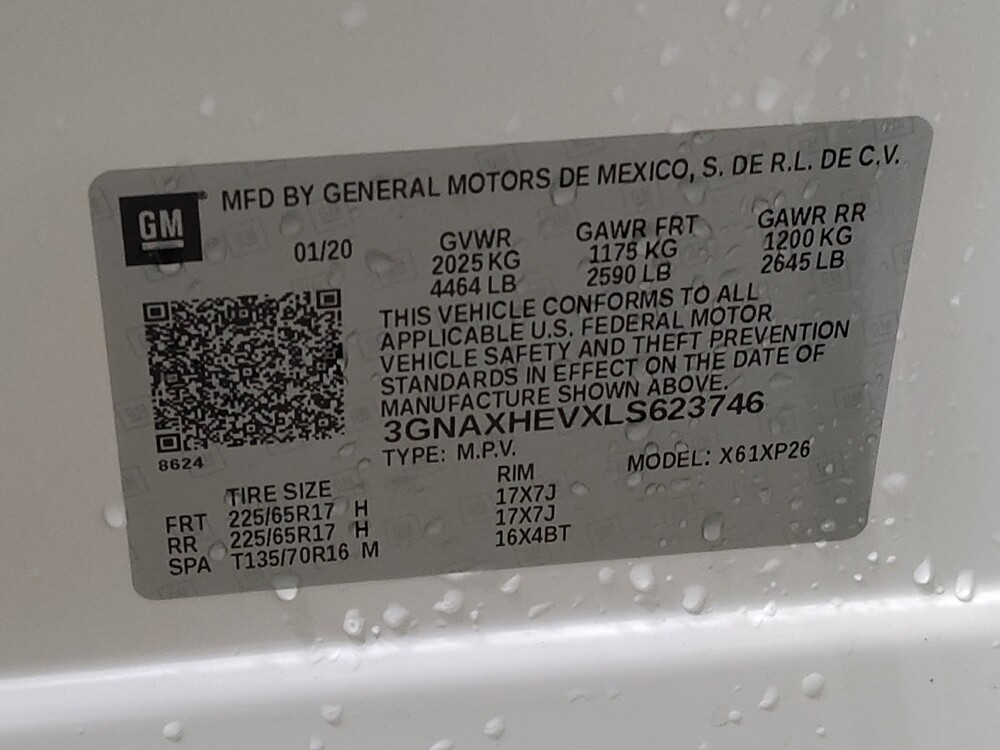 GM
MFD BY GENERAL MOTORS DE MEXICO, S. DE R.L. DE C.V.
01/20
GVWR
2025 KG
4464 LB
GAWR FRT
1175 KG
2590 LB
GAWR RR
1200 KG
2645 LB
THIS VEHICLE CONFORMS TO ALL
APPLICABLE U.S. FEDERAL MOTOR
VEHICLE SAFETY AND THEFT PREVENTION
STANDARDS IN EFFECT ON THE DATE OF
MANUFACTURE SHOWN ABOVE.
3GNAXHEVXLS623746
8624
TYPE: M.P.V.
MODEL: X61XP26
TIRE SIZE RIM
FRT 225/65R17 H 17X7J
RR 225/65R17 H 17X7J
SPA T135/70R16 M 16X4BT